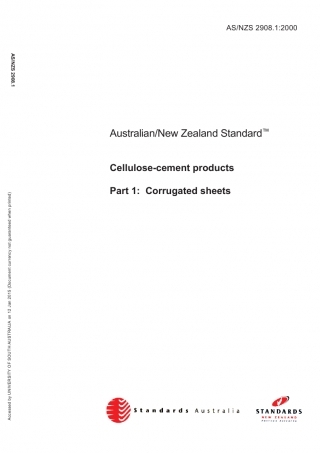 AS/NZS 2908.1:2000
AS/NZS 2908.1
Australian/New Zealand Standard™
Cellulose-cement products
Part 1: Corrugated sheets
Accessed by UNIVERSITY OF SOUTH AUSTRALIA on 12 Jan 2015 (Document currency not guaranteed when printed)
Standards Australia
STANDARDS
NEW ZEALAND